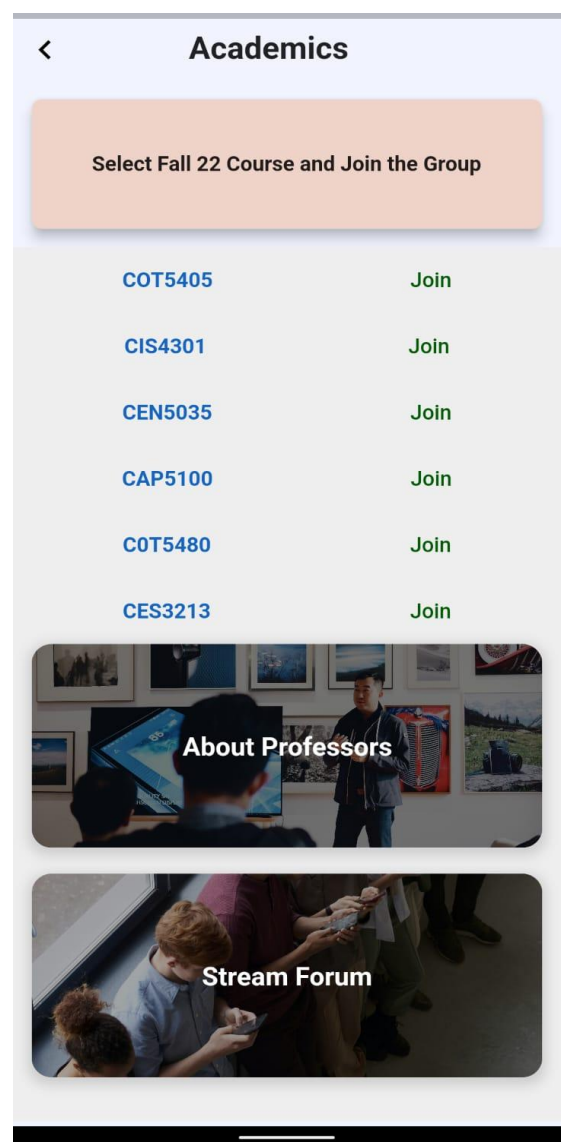 Academics
Select Fall 22 Course and Join the Group
COT5405 Join
CIS4301 Join
CEN5035 Join
CAP5100 Join
C0T5480 Join
CES3213 Join
About Professors
Stream Forum